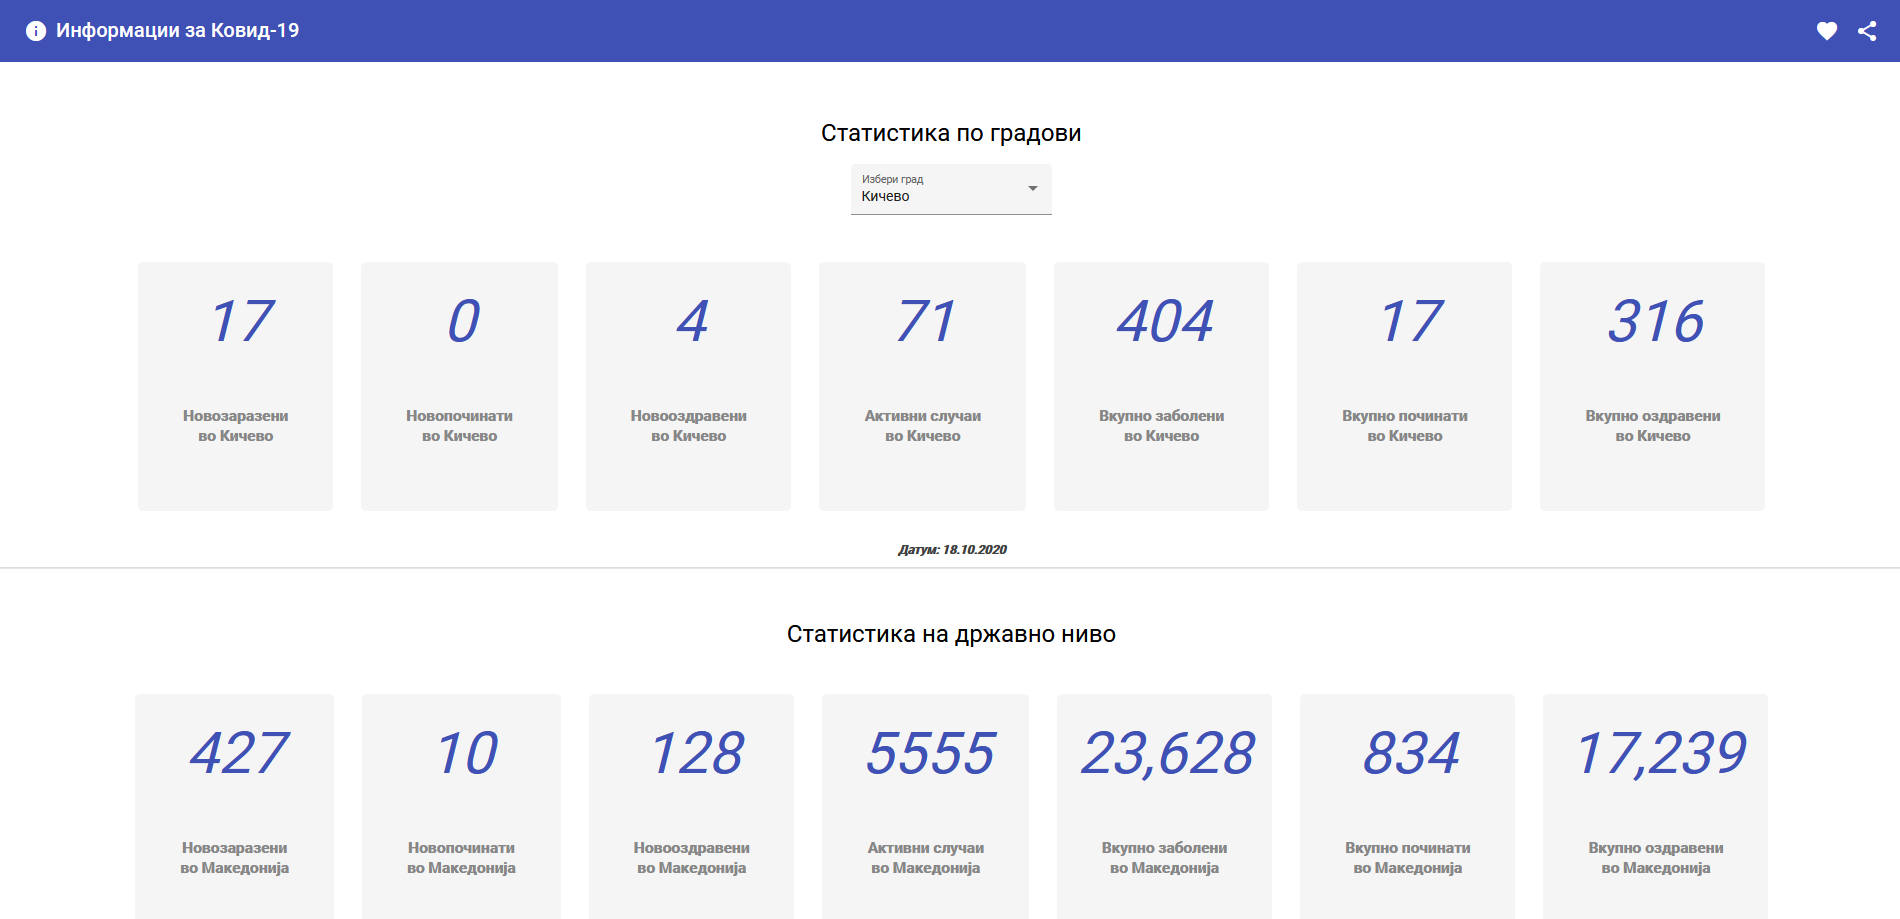 Информации за Ковид-19
Статистика по градови
Избери град
Кичево
17
Новозаразени
во Кичево
0
Новопочинати
во Кичево
4
Новооздравени
во Кичево
71
Активни случаи
во Кичево
404
Вкупно заболени
во Кичево
17
Вкупно починати
во Кичево
316
Вкупно оздравени
во Кичево
Датум: 18.10.2020
Статистика на државно ниво
427
Новозаразени
во Македонија
10
Новопочинати
во Македонија
128
Новооздравени
во Македонија
5555
Активни случаи
во Македонија
23,628
Вкупно заболени
во Македонија
834
Вкупно починати
во Македонија
17,239
Вкупно оздравени
во Македонија